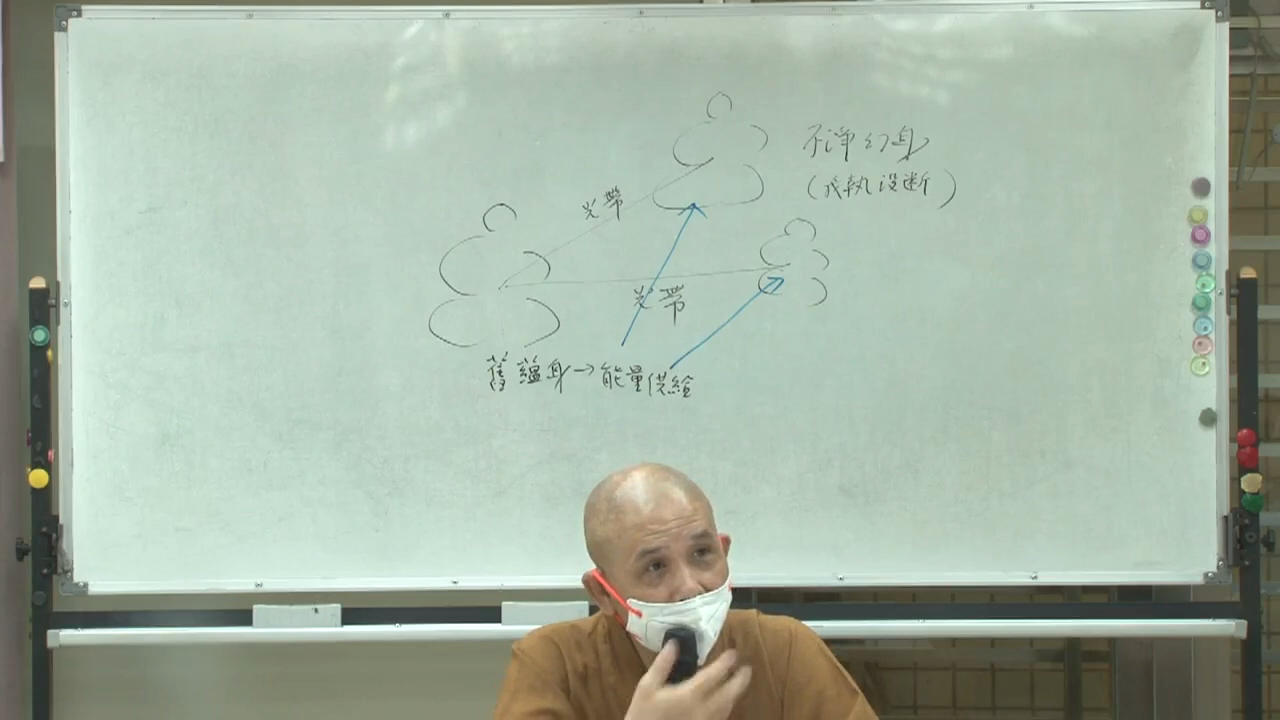 不淨幻身
(我執沒斷)
光帶
光帶
舊蘊身→能量供給